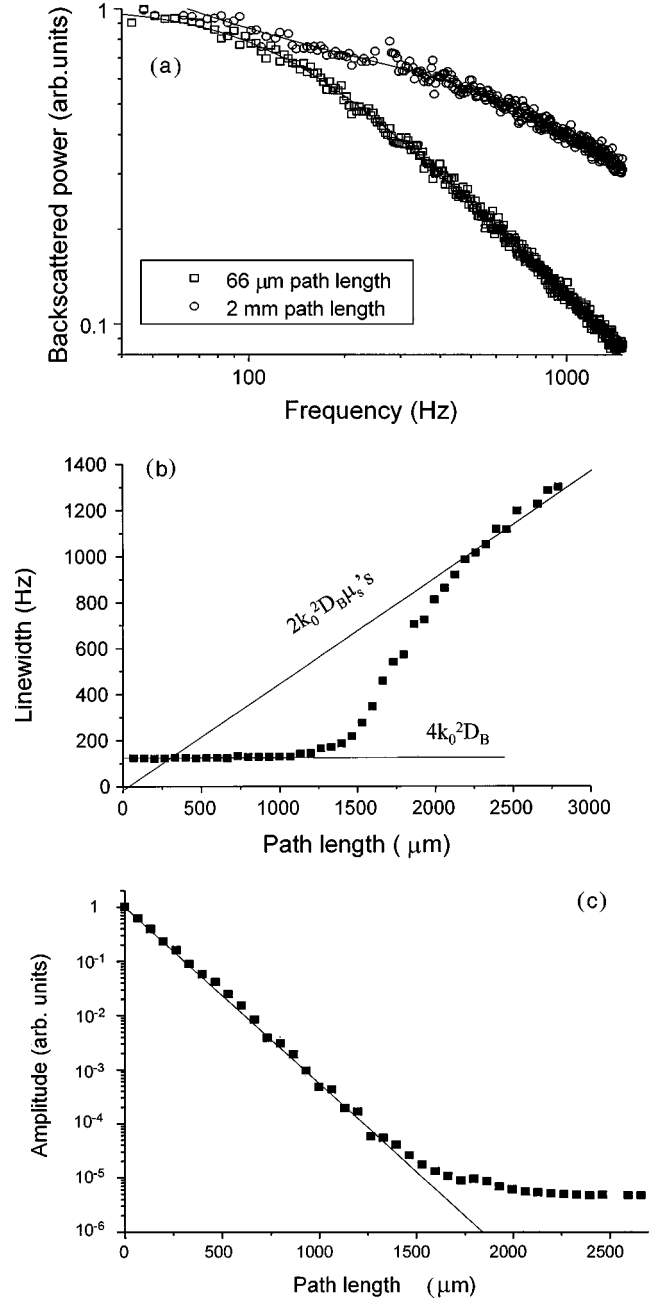 (a)
Backscattered power (arb.units)
1
0.1
66 μm path length
2 mm path length
100
1000
Frequency (Hz)
(b)
Linewidth (Hz)
1400
1200
1000
800
600
400
200
0
2k₀²D_Bμ_s's
4k₀²D_B
0
500
1000
1500
2000
2500
3000
Path length ( μm)
(c)
Amplitude (arb. units)
1
10⁻¹
10⁻²
10⁻³
10⁻⁴
10⁻⁵
10⁻⁶
0
500
1000
1500
2000
2500
Path length (μm)